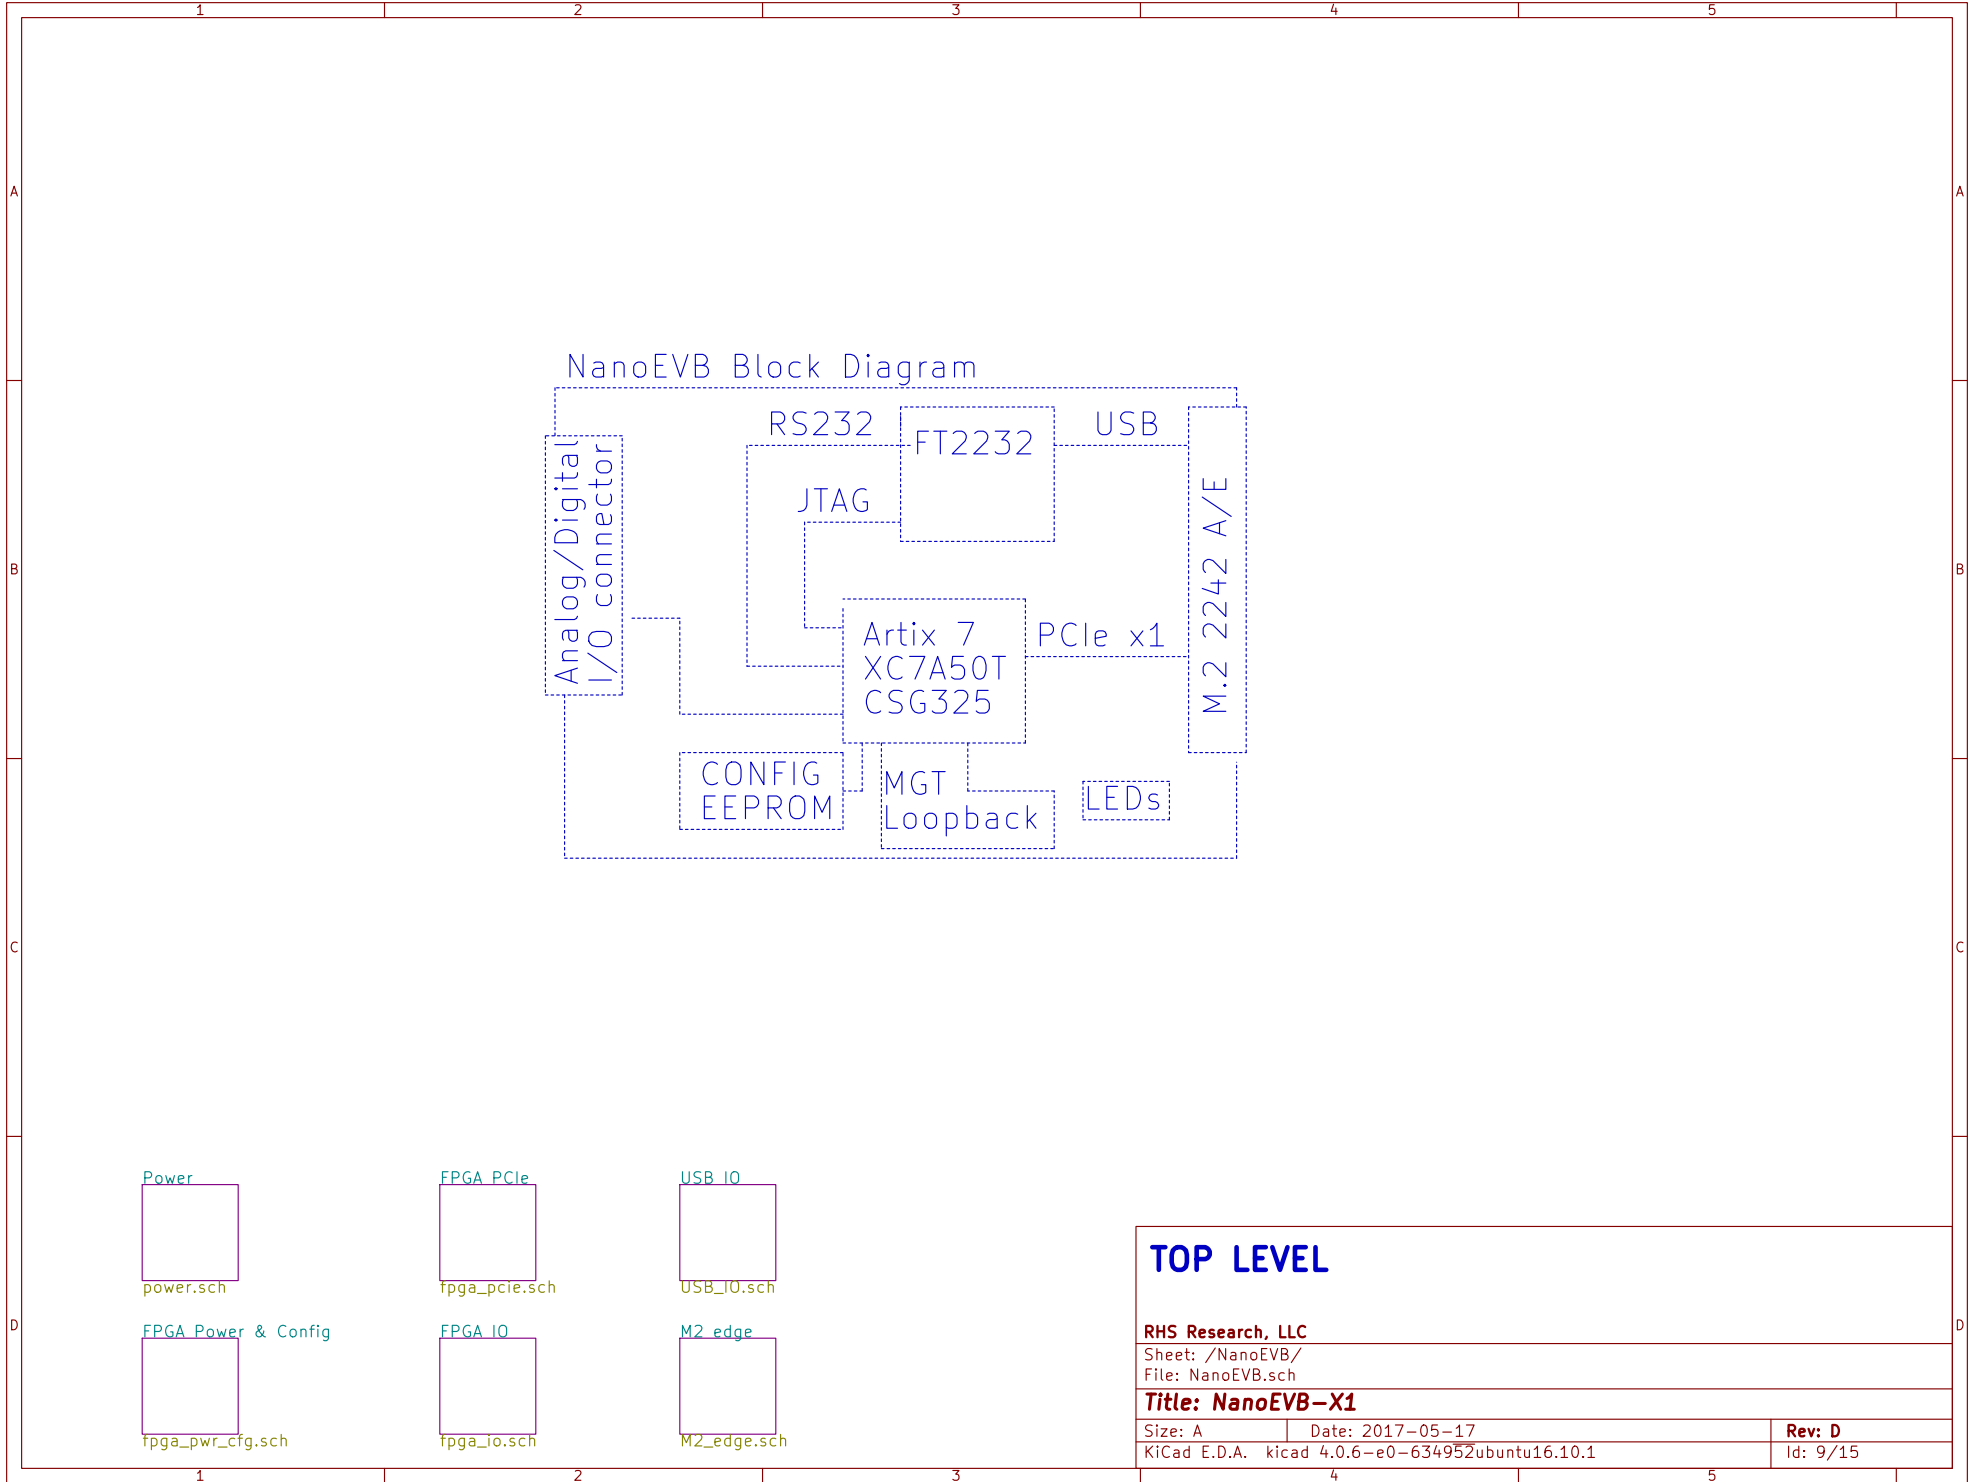 1 2 3 4 5
A A
NanoEVB Block Diagram
RS232
FT2232
USB
JTAG
Analog/Digital
I/O connector
M.2 2242 A/E
B B
Artix 7
XC7A50T
CSG325
PCIe x1
CONFIG
EEPROM
MGT
Loopback
LEDs
C C
Power
FPGA PCIe
USB IO
power.sch
fpga_pcie.sch
USB_IO.sch
FPGA Power & Config
FPGA IO
M2 edge
fpga_pwr_cfg.sch
fpga_io.sch
M2_edge.sch
D D
TOP LEVEL
RHS Research, LLC
Sheet: /NanoEVB/
File: NanoEVB.sch
Title: NanoEVB-X1
Size: A Date: 2017-05-17 Rev: D
KiCad E.D.A. kicad 4.0.6-e0-634952ubuntu16.10.1 Id: 9/15
1 2 3 4 5